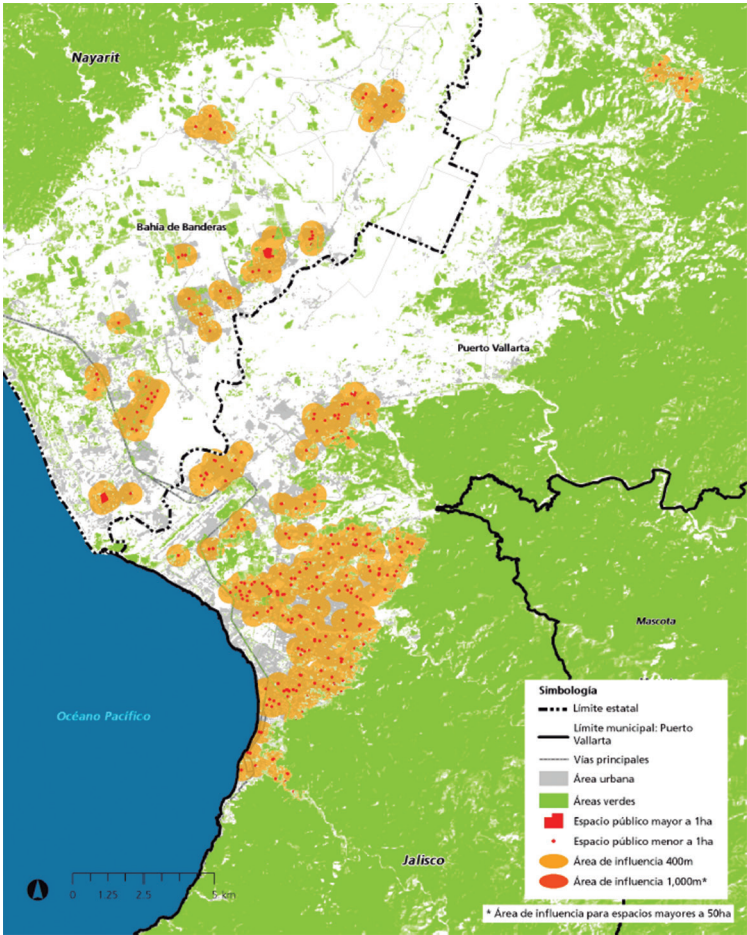 Nayarit
Bahía de Banderas
Puerto Vallarta
Mascota
Océano Pacífico
Jalisco
Simbología
Límite estatal
Límite municipal: Puerto
Vallarta
Vías principales
Área urbana
Áreas verdes
Espacio público mayor a 1ha
Espacio público menor a 1ha
Área de influencia 400m
Área de influencia 1,000m*
* Área de influencia para espacios mayores a 50ha
0 1.25 2.5 5 km